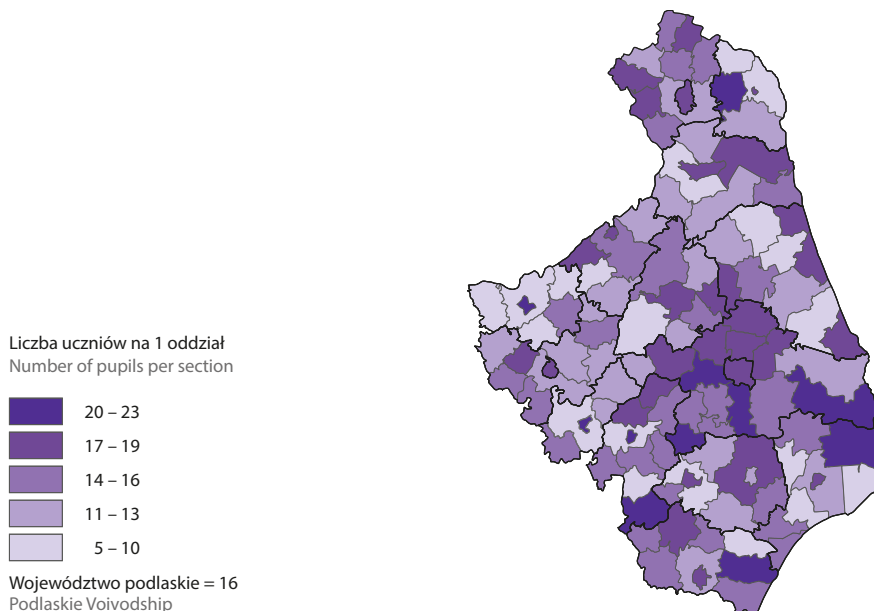 Liczba uczniów na 1 oddział
Number of pupils per section
20 – 23
17 – 19
14 – 16
11 – 13
5 – 10
Województwo podlaskie = 16
Podlaskie Voivodship